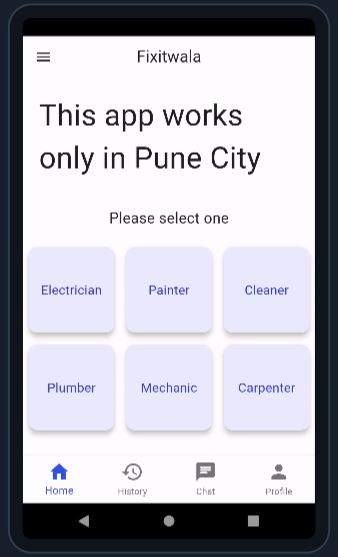 Fixitwala
This app works
only in Pune City
Please select one
Electrician
Painter
Cleaner
Plumber
Mechanic
Carpenter
Home
History
Chat
Profile